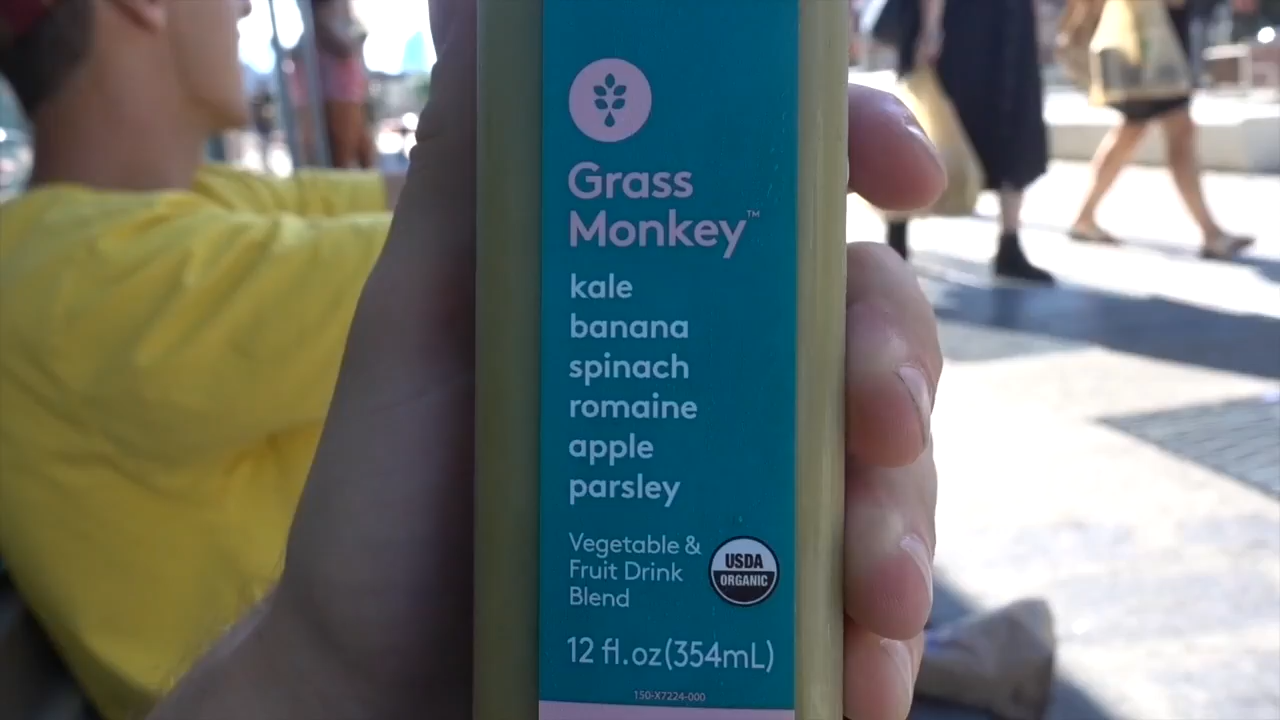 Grass
Monkey™
kale
banana
spinach
romaine
apple
parsley
Vegetable &
Fruit Drink
Blend
USDA
ORGANIC
12 fl.oz(354mL)
150-X7224-000